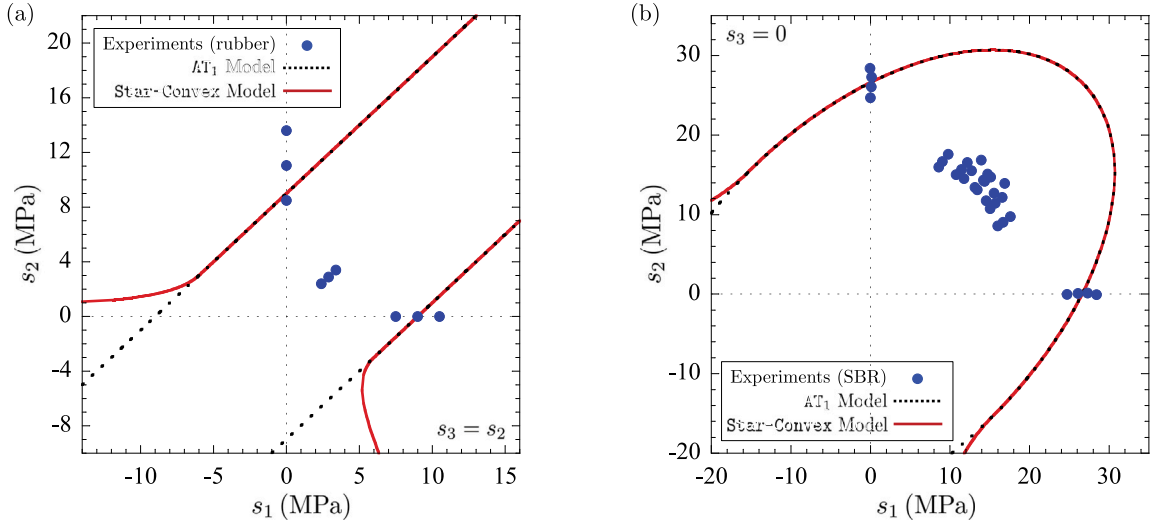 (a)
Experiments (rubber)
AT₁ Model
Star-Convex Model
20
16
12
8
4
0
-4
-8
s₂ (MPa)
s₃ = s₂
-10
-5
0
5
10
15
s₁ (MPa)
(b)
s₃ = 0
40
30
20
10
0
-10
-20
s₂ (MPa)
Experiments (SBR)
AT₁ Model
Star-Convex Model
-20
-10
0
10
20
30
s₁ (MPa)